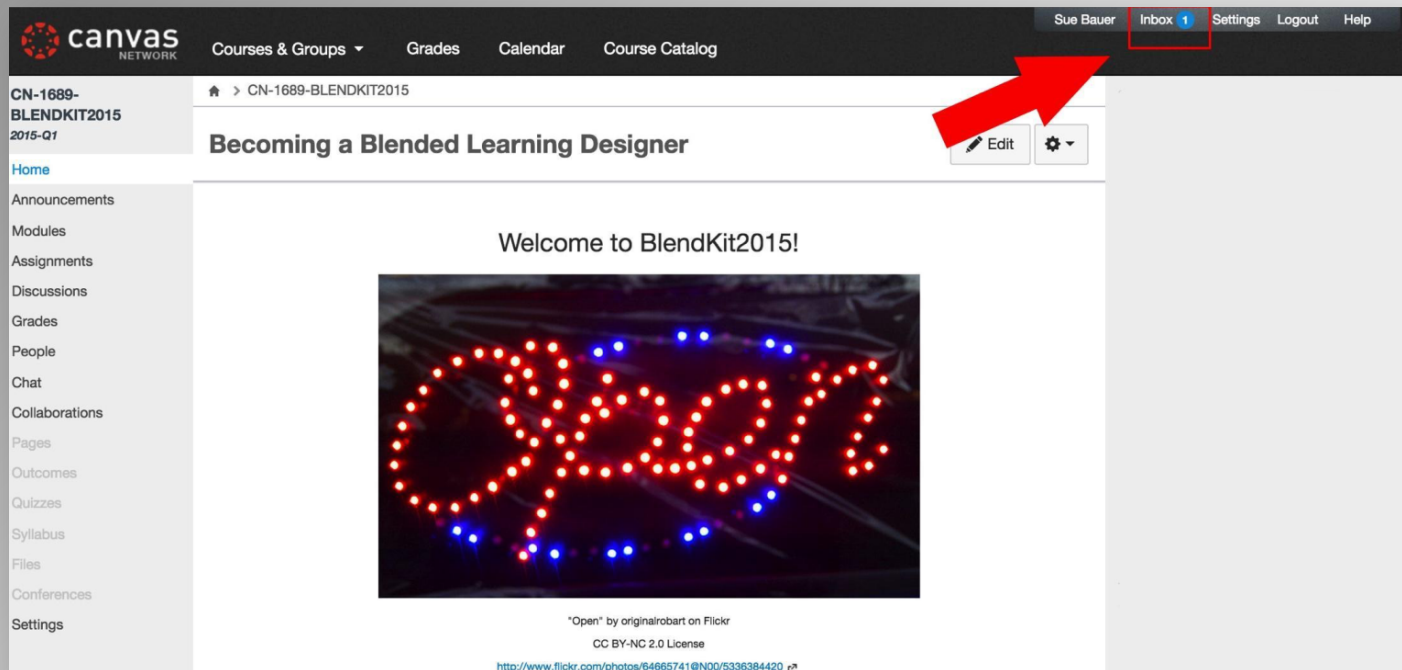 canvas
NETWORK
Courses & Groups
Grades
Calendar
Course Catalog
Sue Bauer
Inbox 1
Settings
Logout
Help
CN-1689-
BLENDKIT2015
2015-Q1
Home
Announcements
Modules
Assignments
Discussions
Grades
People
Chat
Collaborations
Pages
Outcomes
Quizzes
Syllabus
Files
Conferences
Settings
> CN-1689-BLENDKIT2015
Becoming a Blended Learning Designer
Edit
Welcome to BlendKit2015!
Open
"Open" by originalrobart on Flickr
CC BY-NC 2.0 License
http://www.flickr.com/photos/64665741@N00/5336384420